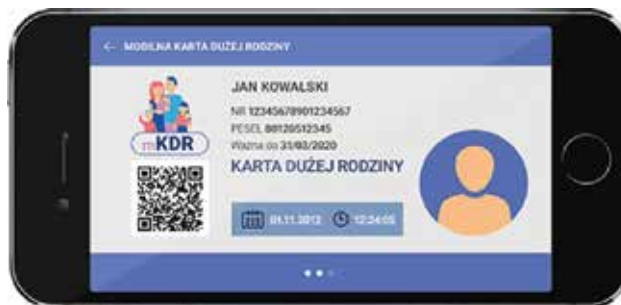 ← MOBILNA KARTA DUŻEJ RODZINY
JAN KOWALSKI
NR 12345678901234567
PESEL 80120512345
Ważna do 31/03/2020
mKDR
KARTA DUŻEJ RODZINY
01.11.2012 12:24:05